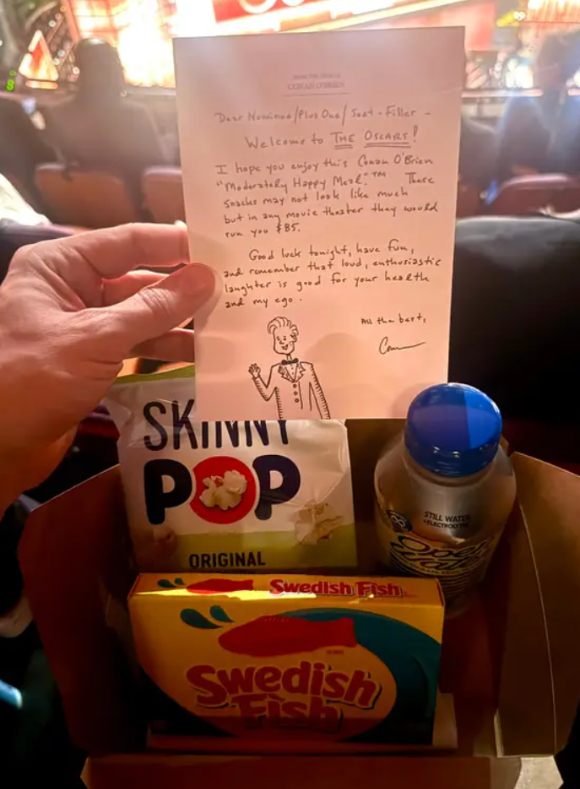 CONAN O'BRIEN
Dear Nominee/Plus One/Seat-Filler -
Welcome to THE OSCARS!
I hope you enjoy this Conan O'Brien
"Moderately Happy Meal."™ These
snacks may not look like much
but in any movie theater they would
run you $85.
Good luck tonight, have fun,
and remember that loud, enthusiastic
laughter is good for your health
and my ego.
All the best,
Conan
SKINNY
POP
ORIGINAL
STILL WATER
+ELECTROLYTES
Open
Swedish Fish
Swedish
Fish